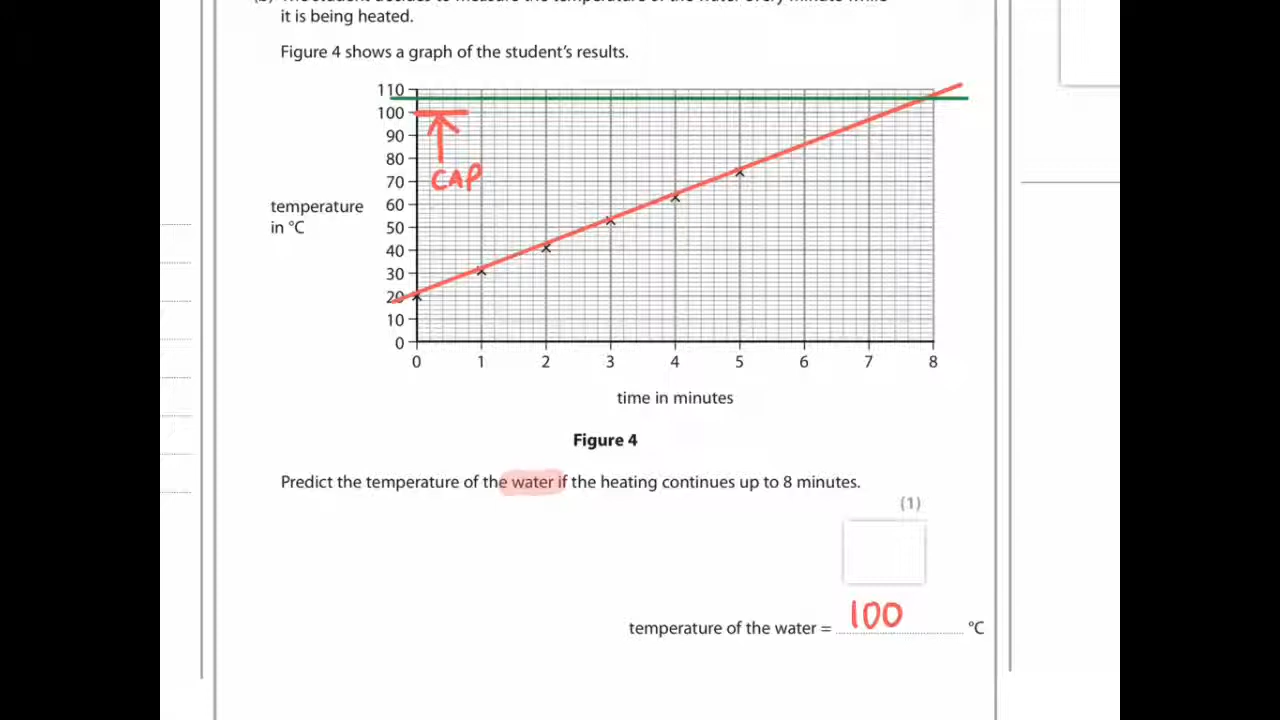 it is being heated.
Figure 4 shows a graph of the student's results.
110
100
90
80
70
60
50
40
30
20
10
0
CAP
temperature
in °C
0 1 2 3 4 5 6 7 8
time in minutes
Figure 4
Predict the temperature of the water if the heating continues up to 8 minutes.
(1)
temperature of the water = 100 °C